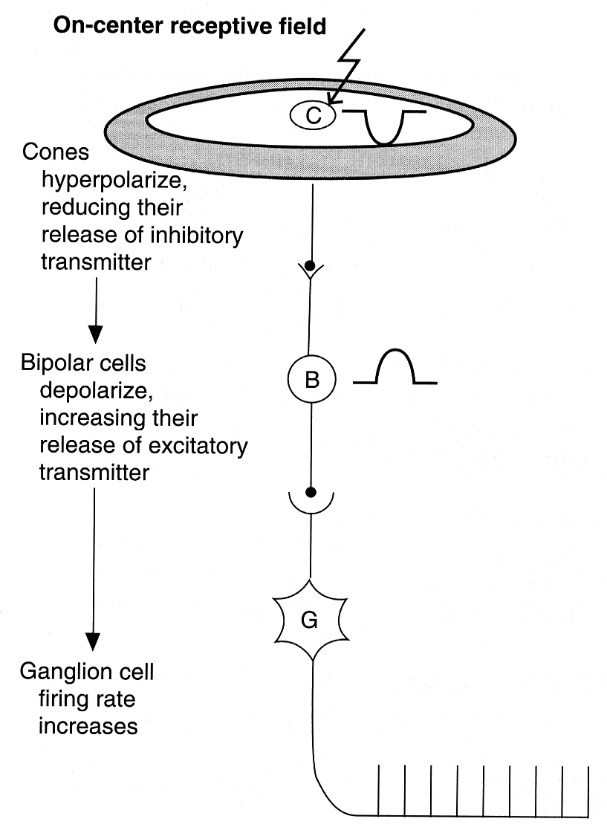 On-center receptive field
C
Cones
hyperpolarize,
reducing their
release of inhibitory
transmitter
B
Bipolar cells
depolarize,
increasing their
release of excitatory
transmitter
G
Ganglion cell
firing rate
increases